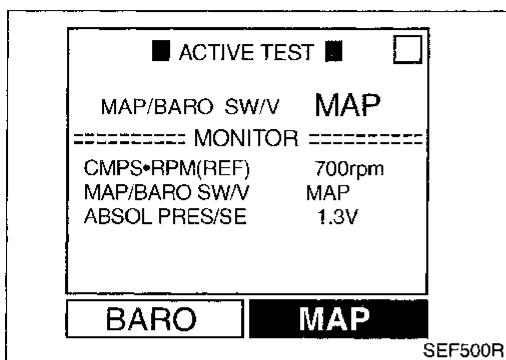 ACTIVE TEST
MAP/BARO SW/V MAP
MONITOR
CMPS•RPM(REF) 700rpm
MAP/BARO SW/V MAP
ABSOL PRES/SE 1.3V
BARO MAP
SEF500R